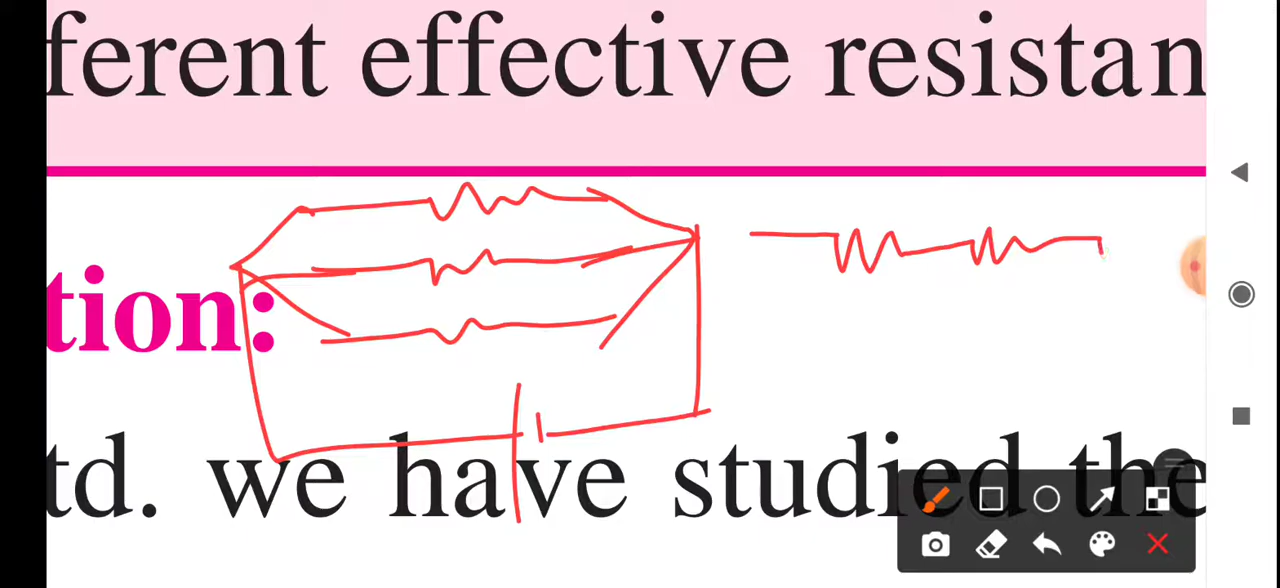 ferent effective resistan
tion:
td. we have studied the